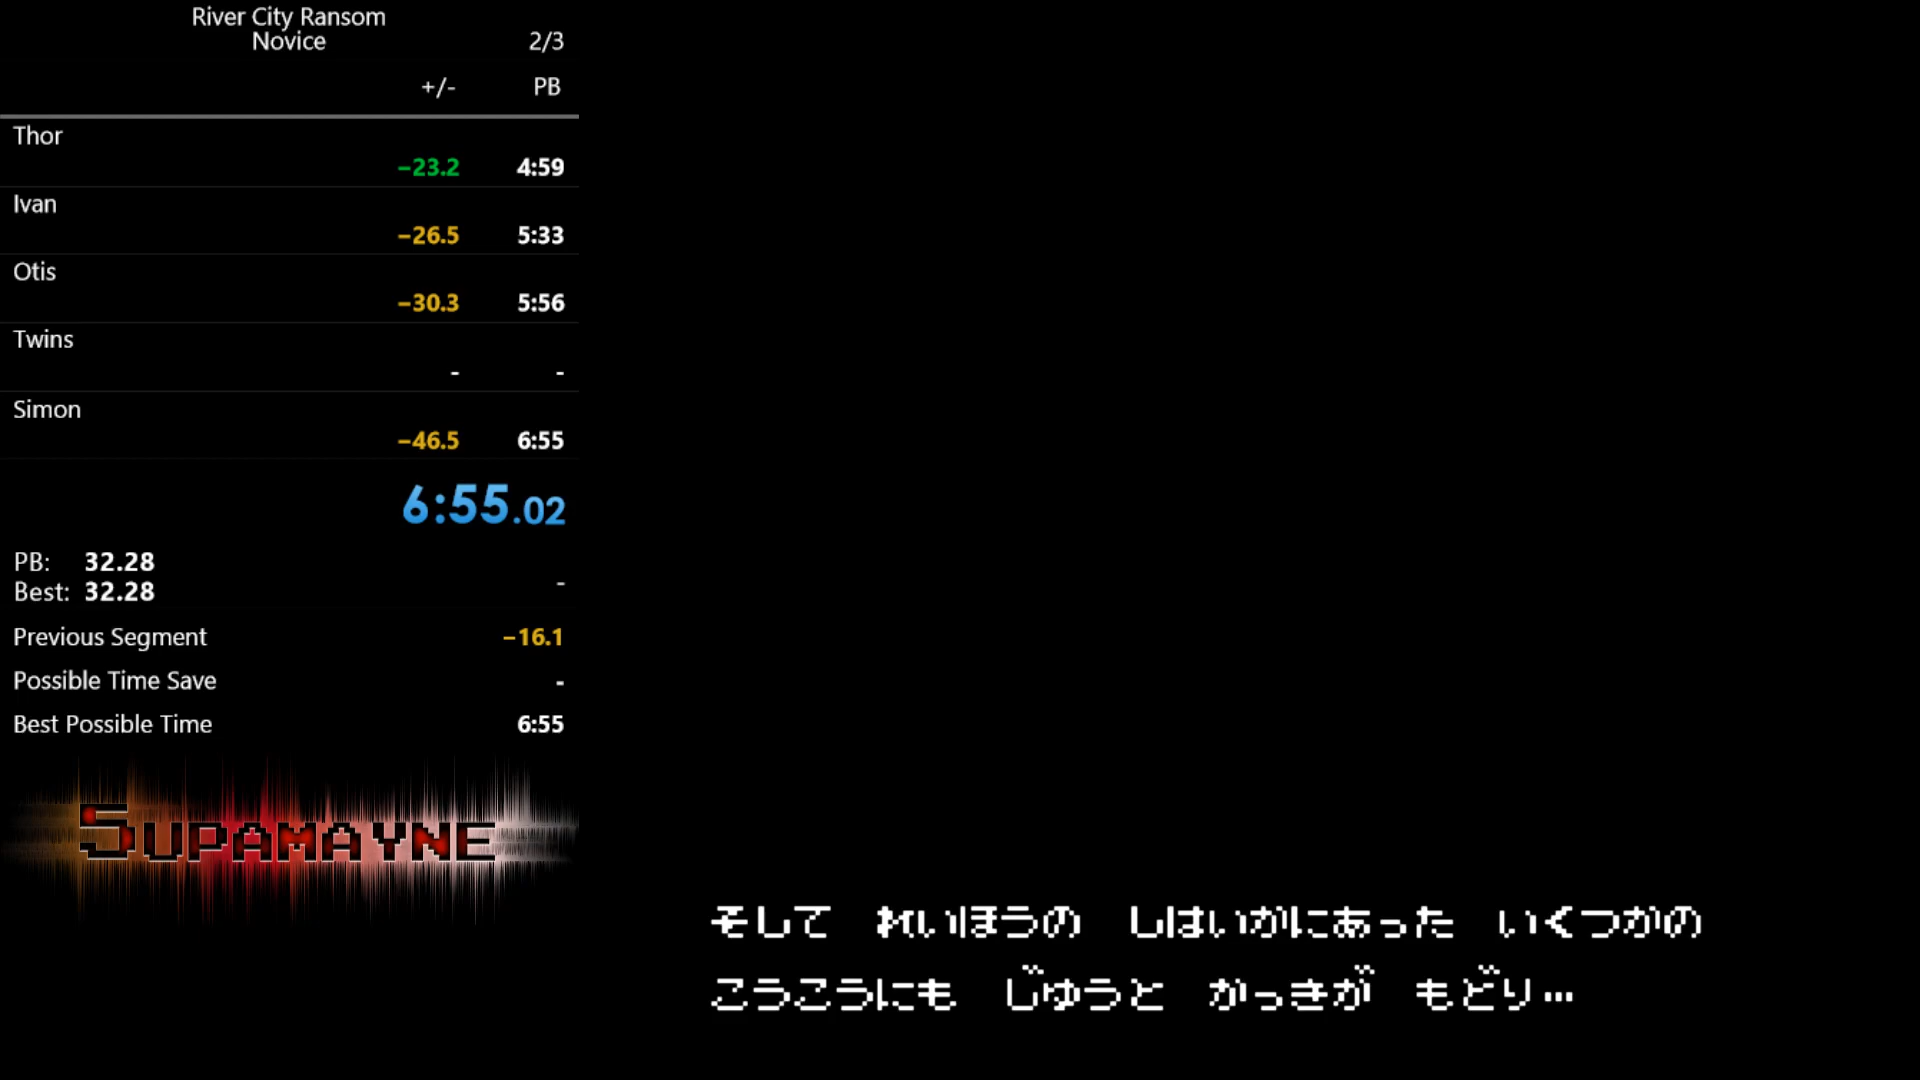 River City Ransom
Novice 2/3
+/- PB
Thor
−23.2 4:59
Ivan
−26.5 5:33
Otis
−30.3 5:56
Twins
- -
Simon
−46.5 6:55
6:55.02
PB: 32.28
Best: 32.28
-
Previous Segment −16.1
Possible Time Save -
Best Possible Time 6:55
SUPAMAYNE
そして れいほうの しはいかにあった いくつかの
こうこうにも じゆうと かっきが もどり…